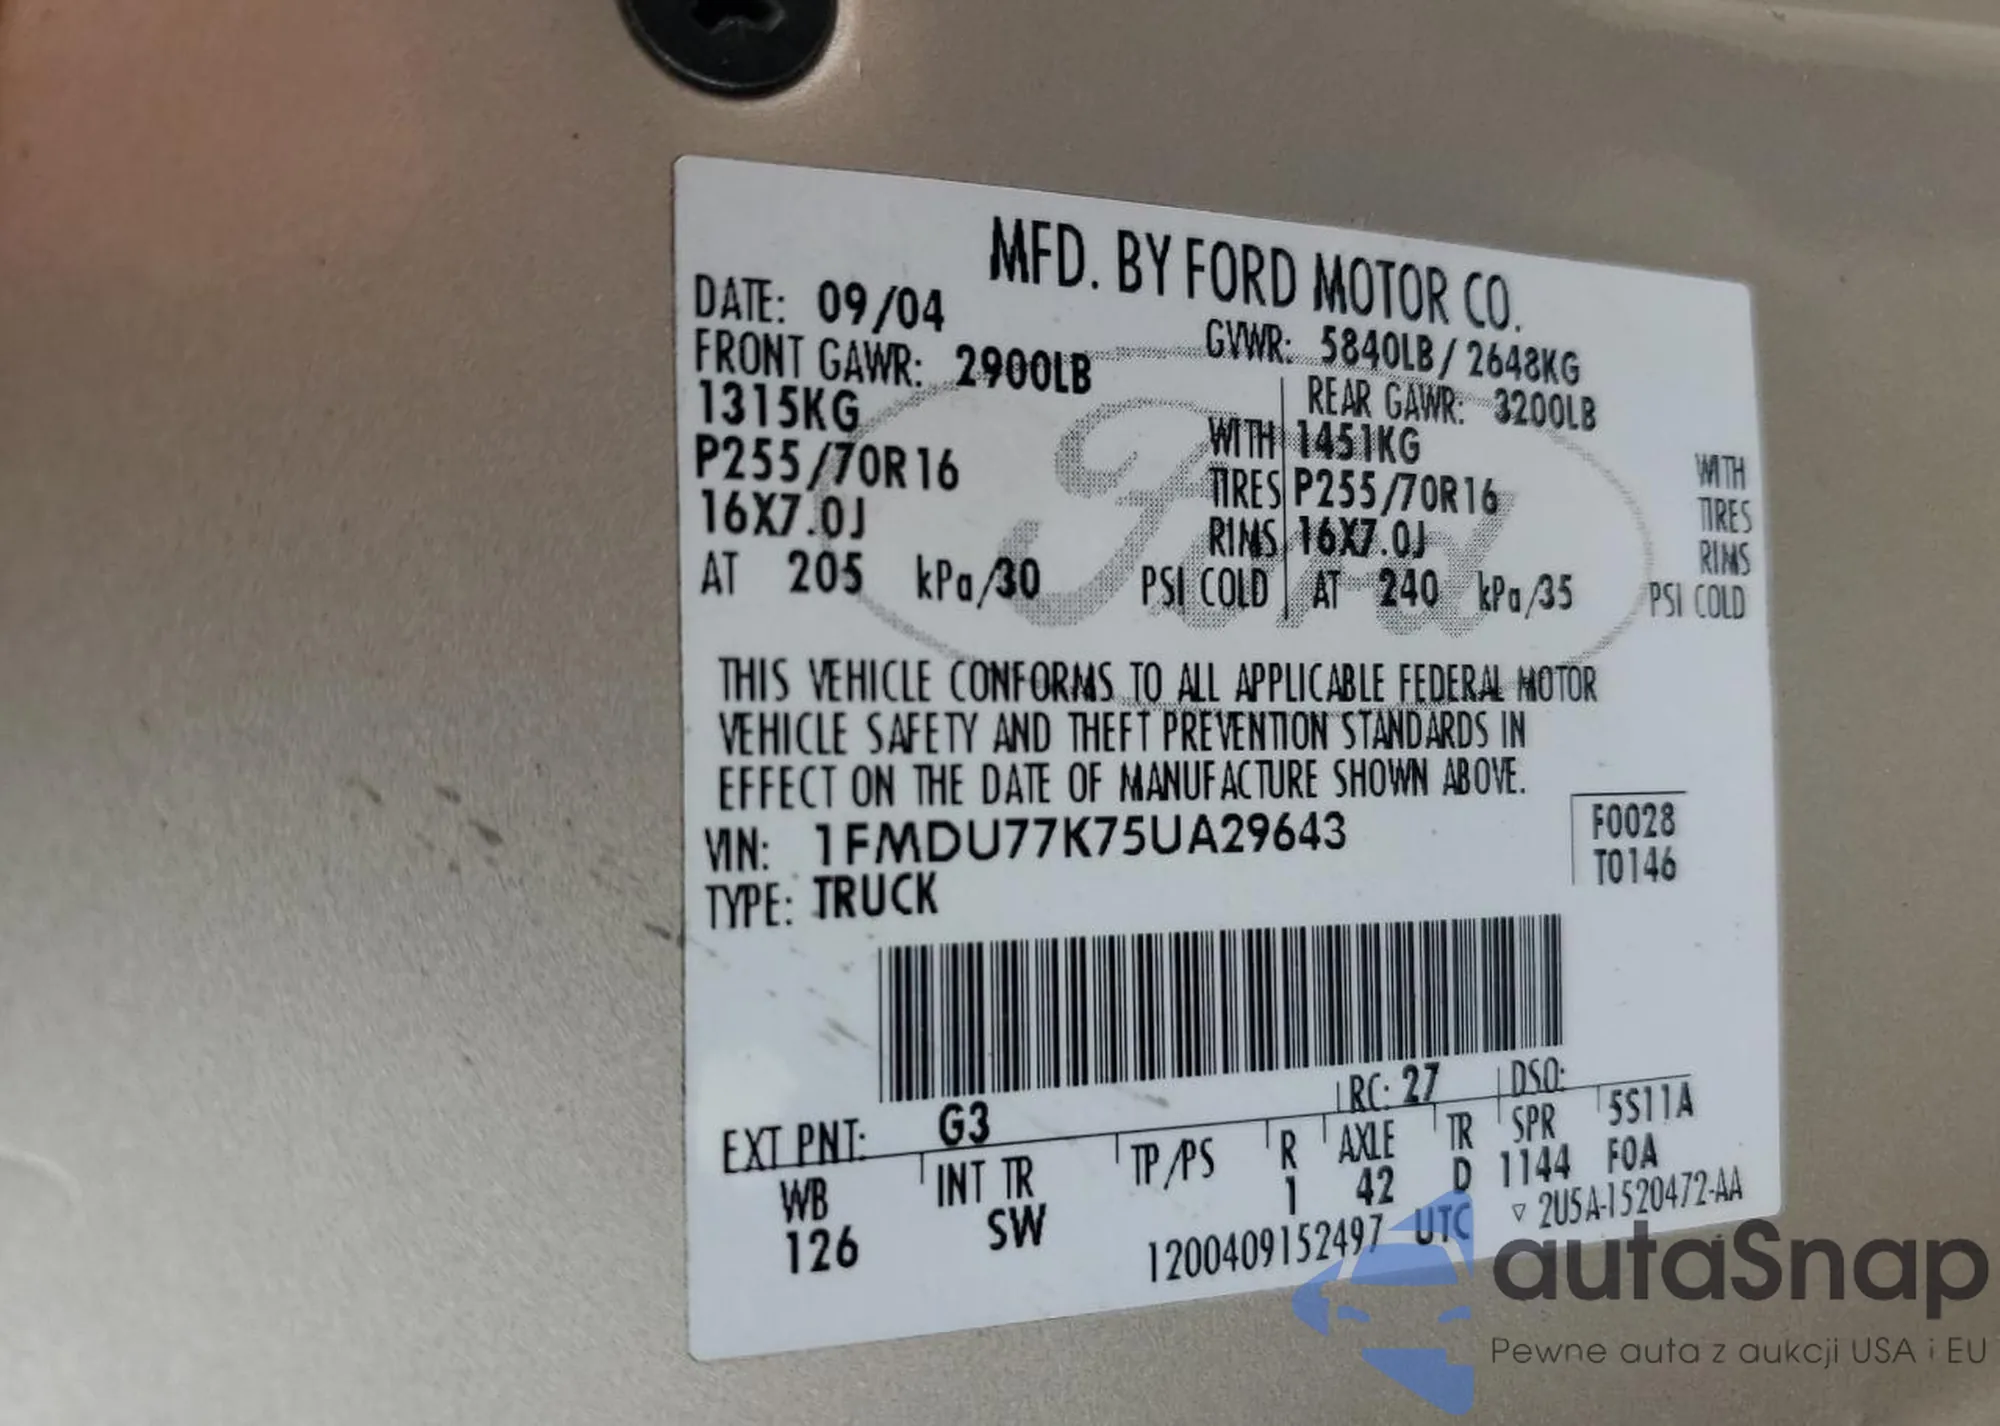 MFD. BY FORD MOTOR CO.
DATE: 09/04
GVWR: 5840LB / 2648KG
FRONT GAWR: 2900LB
REAR GAWR: 3200LB
1315KG WITH 1451KG WITH
P255/70R16 TIRES P255/70R16 TIRES
16X7.0J RIMS 16X7.0J RIMS
AT 205 kPa/30 PSI COLD AT 240 kPa/35 PSI COLD
Ford
THIS VEHICLE CONFORMS TO ALL APPLICABLE FEDERAL MOTOR
VEHICLE SAFETY AND THEFT PREVENTION STANDARDS IN
EFFECT ON THE DATE OF MANUFACTURE SHOWN ABOVE.
VIN: 1FMDU77K75UA29643
F0028
T0146
TYPE: TRUCK
EXT PNT: G3 RC: 27 DSO:
WB INT TR TP/PS R AXLE TR SPR 5S11A
126 SW 1 42 D 1144 F0A
1200409152497 UTC ▽ 2U5A-1520472-AA
autaSnap
Pewne auta z aukcji USA i EU